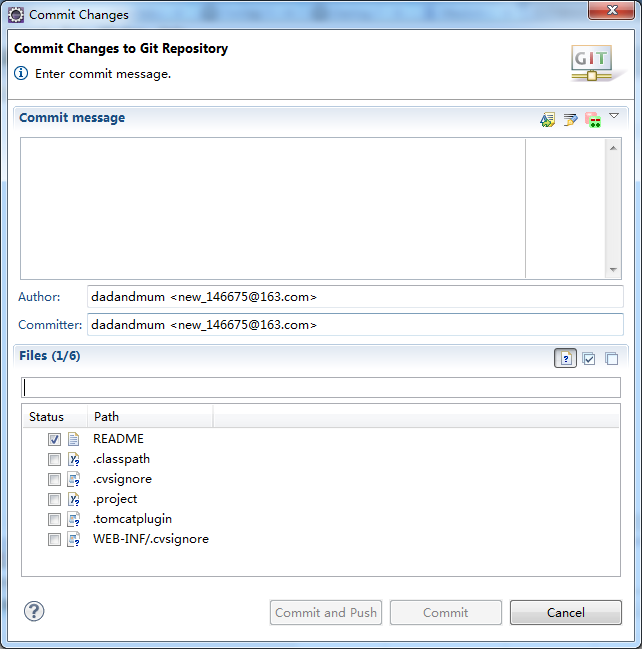 Commit Changes
Commit Changes to Git Repository
Enter commit message.
GIT
Commit message
Author: dadandmum <new_146675@163.com>
Committer: dadandmum <new_146675@163.com>
Files (1/6)
Status Path
README
.classpath
.cvsignore
.project
.tomcatplugin
WEB-INF/.cvsignore
Commit and Push Commit Cancel